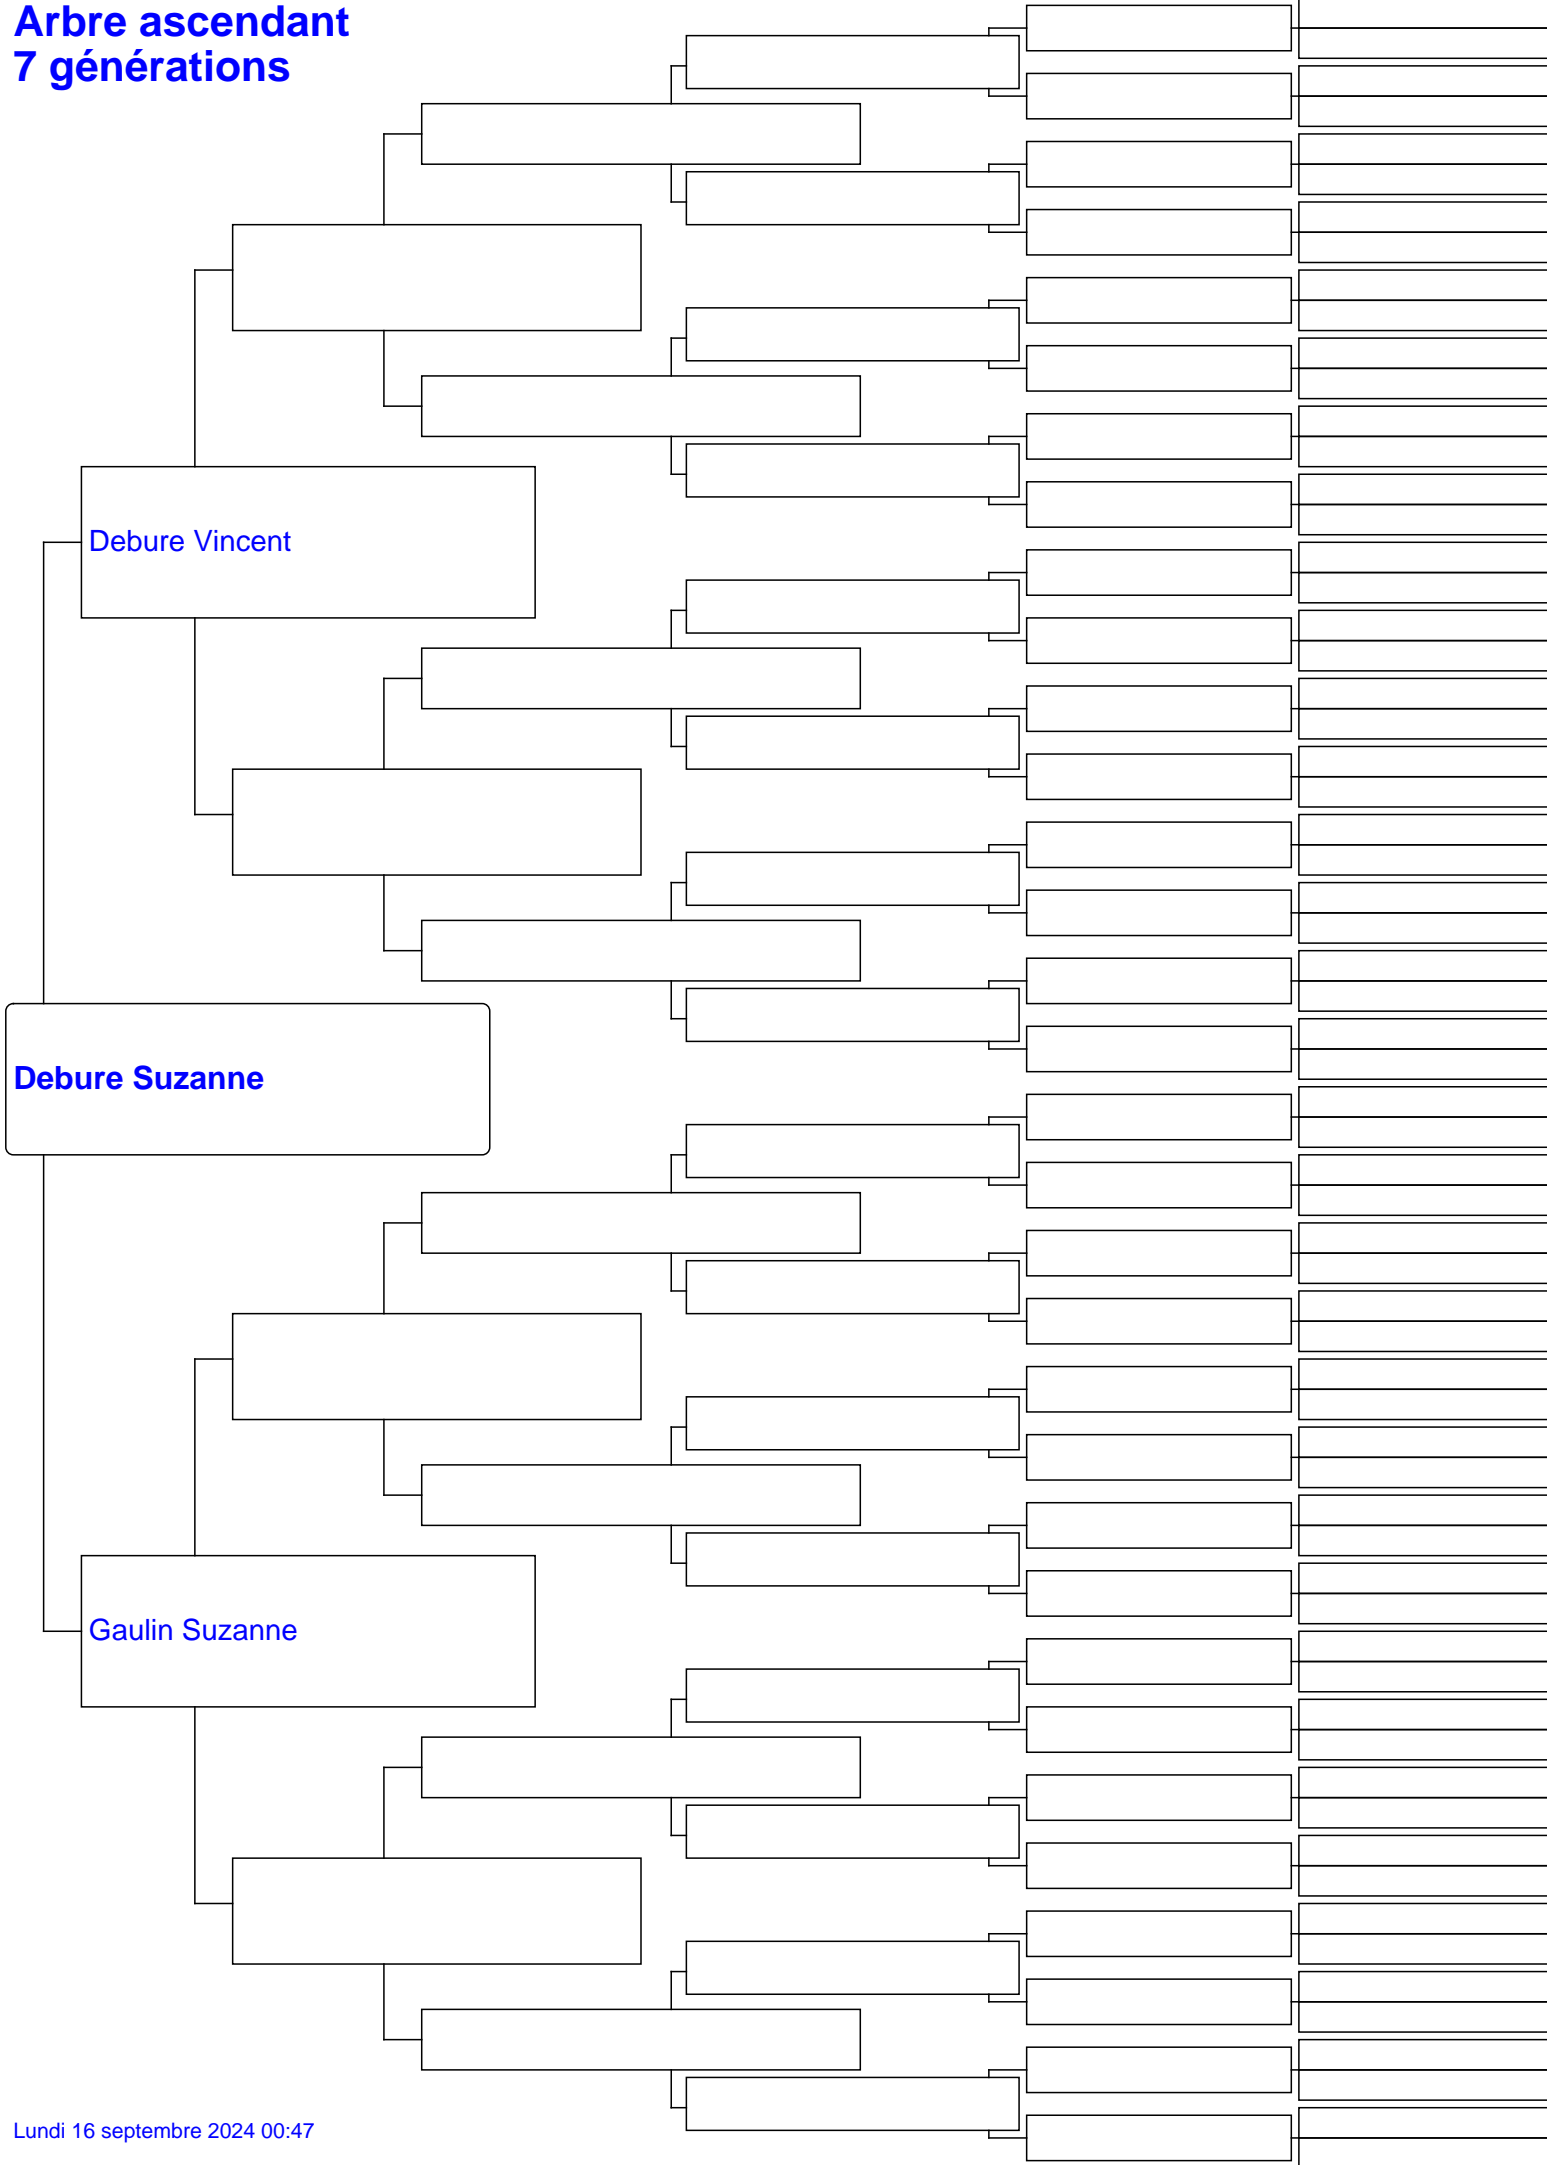 Arbre ascendant
7 générations
Debure Vincent
Debure Suzanne
Gaulin Suzanne
Lundi 16 septembre 2024 00:47